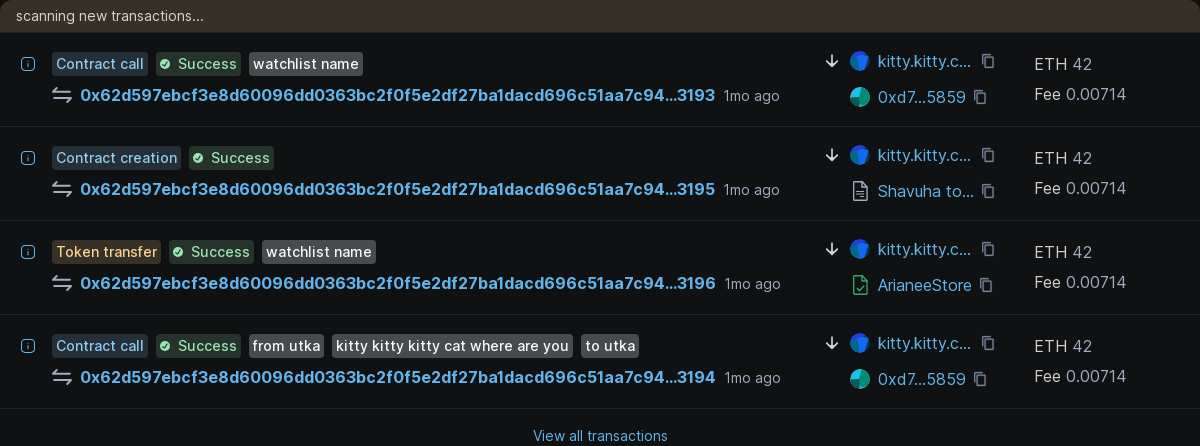 scanning new transactions...
Contract call Success watchlist name
0x62d597ebcf3e8d60096dd0363bc2f0f5e2df27ba1dacd696c51aa7c94...3193 1mo ago
kitty.kitty.c...
0xd7...5859
ETH 42
Fee 0.00714
Contract creation Success
0x62d597ebcf3e8d60096dd0363bc2f0f5e2df27ba1dacd696c51aa7c94...3195 1mo ago
kitty.kitty.c...
Shavuha to...
ETH 42
Fee 0.00714
Token transfer Success watchlist name
0x62d597ebcf3e8d60096dd0363bc2f0f5e2df27ba1dacd696c51aa7c94...3196 1mo ago
kitty.kitty.c...
ArianeeStore
ETH 42
Fee 0.00714
Contract call Success from utka kitty kitty kitty cat where are you to utka
0x62d597ebcf3e8d60096dd0363bc2f0f5e2df27ba1dacd696c51aa7c94...3194 1mo ago
kitty.kitty.c...
0xd7...5859
ETH 42
Fee 0.00714
View all transactions